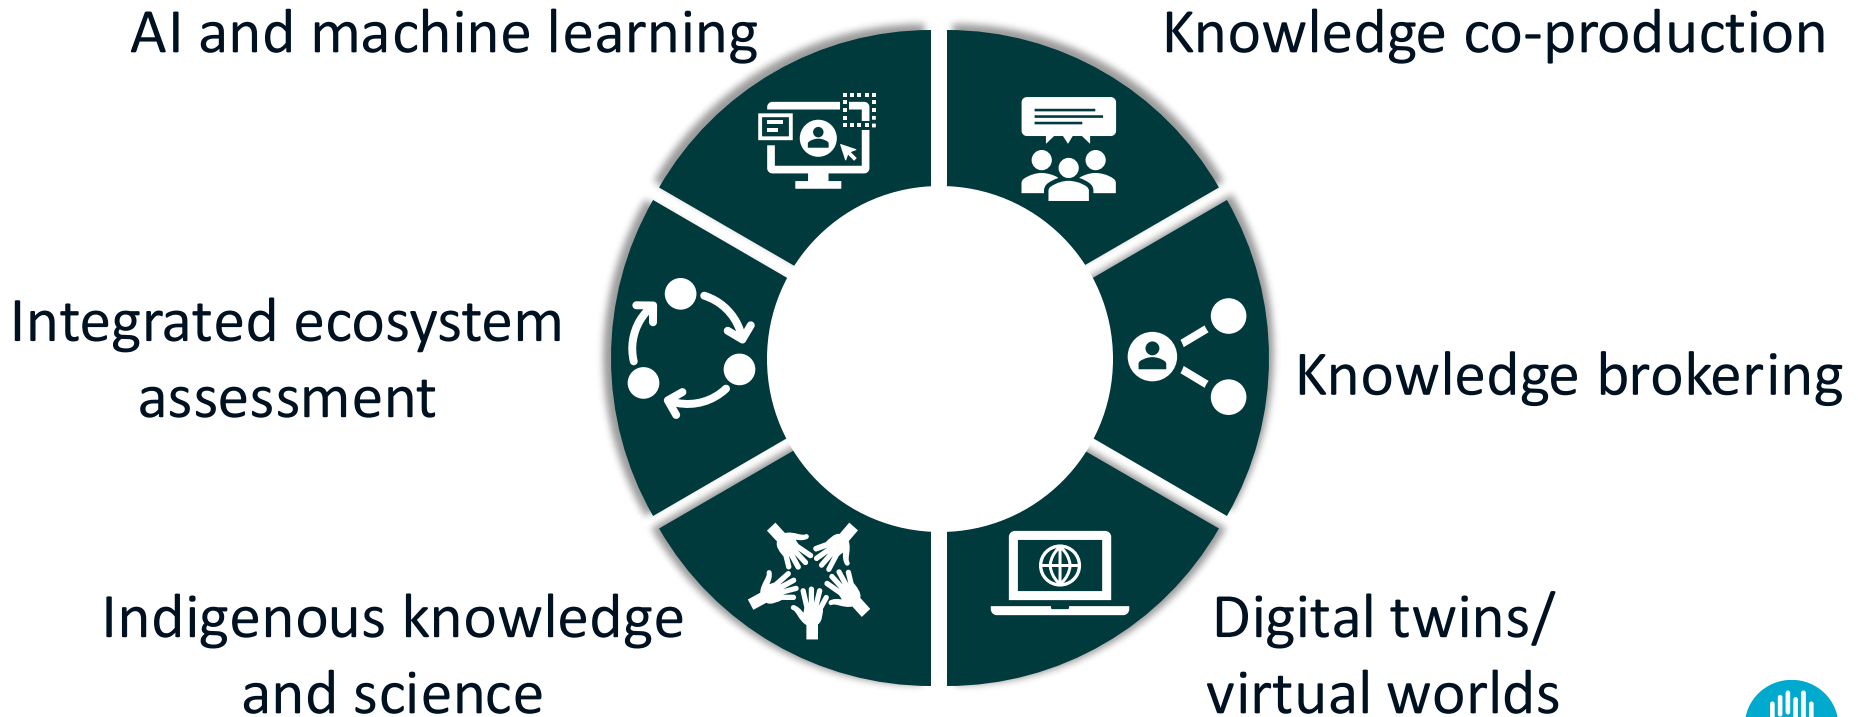 AI and machine learning
Knowledge co-production
Integrated ecosystem
assessment
Knowledge brokering
Indigenous knowledge
and science
Digital twins/
virtual worlds